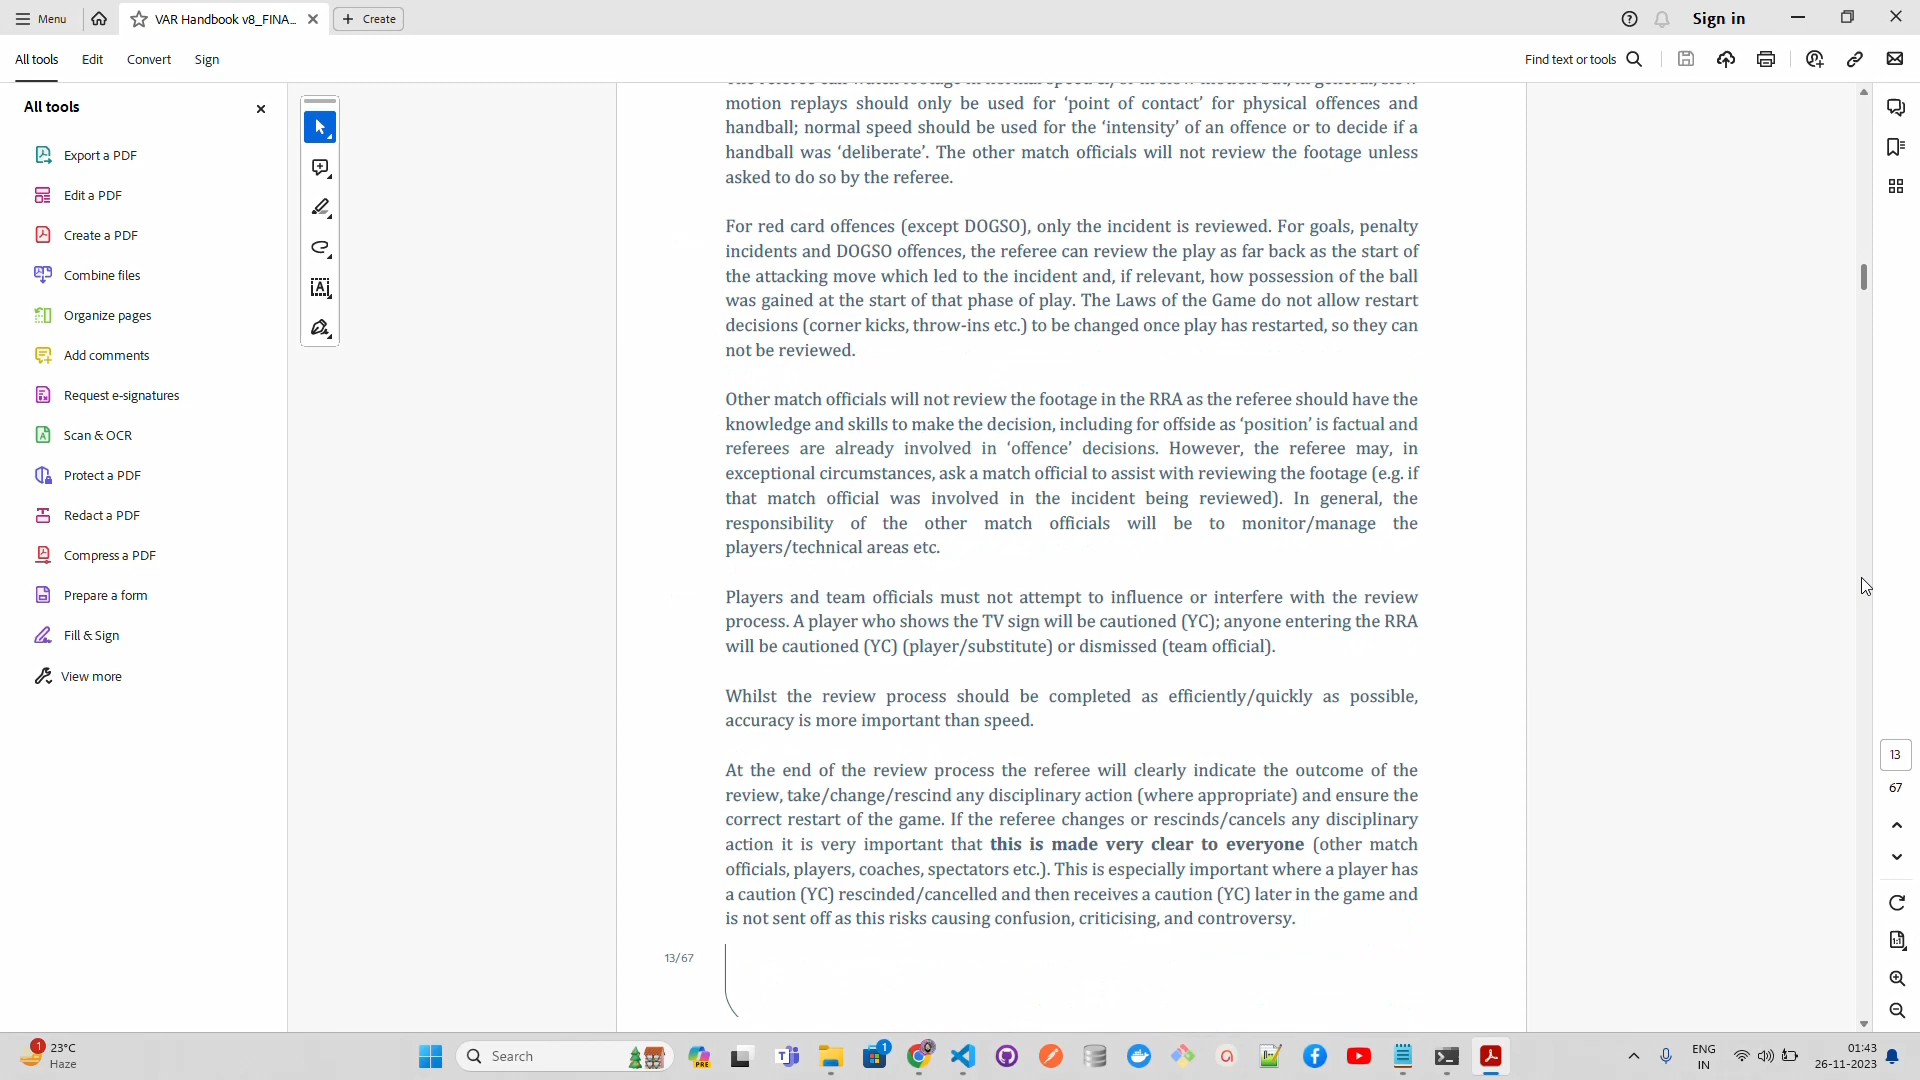 Menu
VAR Handbook v8_FINA...
Create
Sign in
All tools
Edit
Convert
Sign
Find text or tools
All tools
Export a PDF
Edit a PDF
Create a PDF
Combine files
Organize pages
Add comments
Request e-signatures
Scan & OCR
Protect a PDF
Redact a PDF
Compress a PDF
Prepare a form
Fill & Sign
View more
motion replays should only be used for ‘point of contact’ for physical offences and
handball; normal speed should be used for the ‘intensity’ of an offence or to decide if a
handball was ‘deliberate’. The other match officials will not review the footage unless
asked to do so by the referee.
For red card offences (except DOGSO), only the incident is reviewed. For goals, penalty
incidents and DOGSO offences, the referee can review the play as far back as the start of
the attacking move which led to the incident and, if relevant, how possession of the ball
was gained at the start of that phase of play. The Laws of the Game do not allow restart
decisions (corner kicks, throw-ins etc.) to be changed once play has restarted, so they can
not be reviewed.
Other match officials will not review the footage in the RRA as the referee should have the
knowledge and skills to make the decision, including for offside as ‘position’ is factual and
referees are already involved in ‘offence’ decisions. However, the referee may, in
exceptional circumstances, ask a match official to assist with reviewing the footage (e.g. if
that match official was involved in the incident being reviewed). In general, the
responsibility of the other match officials will be to monitor/manage the
players/technical areas etc.
Players and team officials must not attempt to influence or interfere with the review
process. A player who shows the TV sign will be cautioned (YC); anyone entering the RRA
will be cautioned (YC) (player/substitute) or dismissed (team official).
Whilst the review process should be completed as efficiently/quickly as possible,
accuracy is more important than speed.
At the end of the review process the referee will clearly indicate the outcome of the
review, take/change/rescind any disciplinary action (where appropriate) and ensure the
correct restart of the game. If the referee changes or rescinds/cancels any disciplinary
action it is very important that this is made very clear to everyone (other match
officials, players, coaches, spectators etc.). This is especially important where a player has
a caution (YC) rescinded/cancelled and then receives a caution (YC) later in the game and
is not sent off as this risks causing confusion, criticising, and controversy.
13/67
13
67
1
23°C
Haze
Search
PRE
1
ENG
IN
01:43
26-11-2023